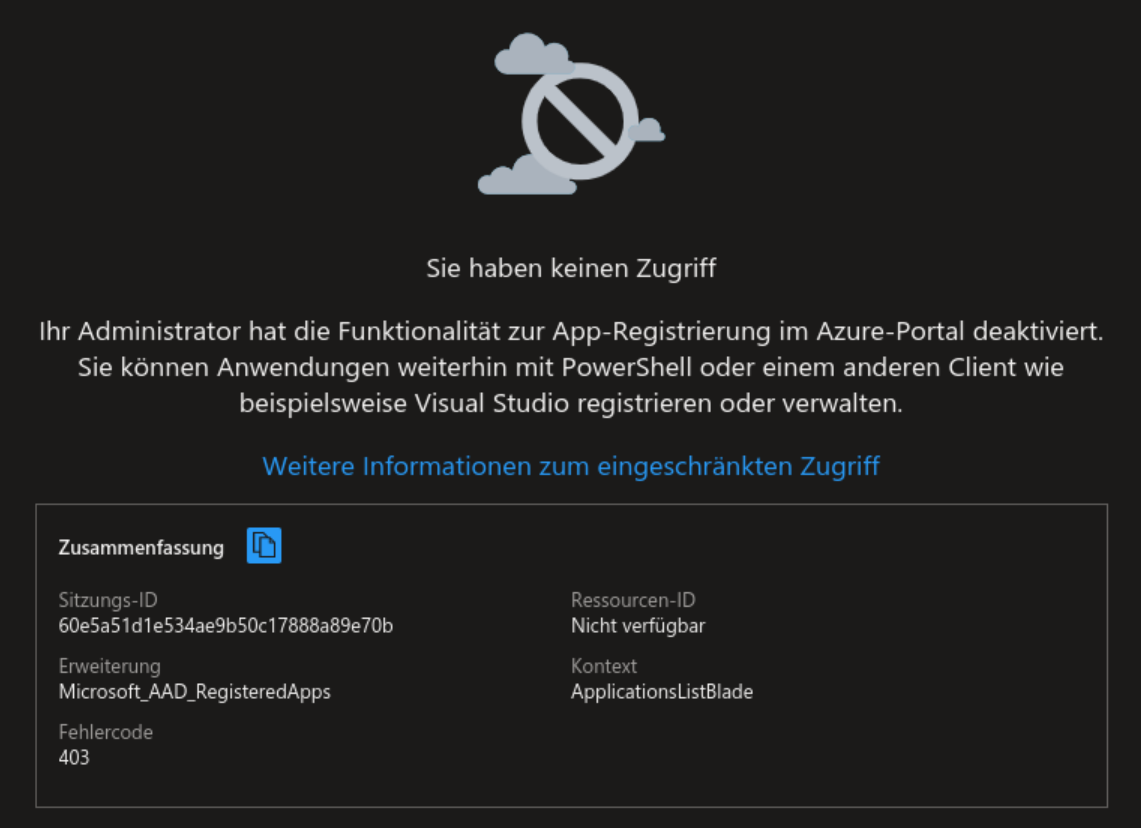 Sie haben keinen Zugriff
Ihr Administrator hat die Funktionalität zur App-Registrierung im Azure-Portal deaktiviert.
Sie können Anwendungen weiterhin mit PowerShell oder einem anderen Client wie
beispielsweise Visual Studio registrieren oder verwalten.
Weitere Informationen zum eingeschränkten Zugriff
Zusammenfassung
Sitzungs-ID
60e5a51d1e534ae9b50c17888a89e70b
Ressourcen-ID
Nicht verfügbar
Erweiterung
Microsoft_AAD_RegisteredApps
Kontext
ApplicationsListBlade
Fehlercode
403